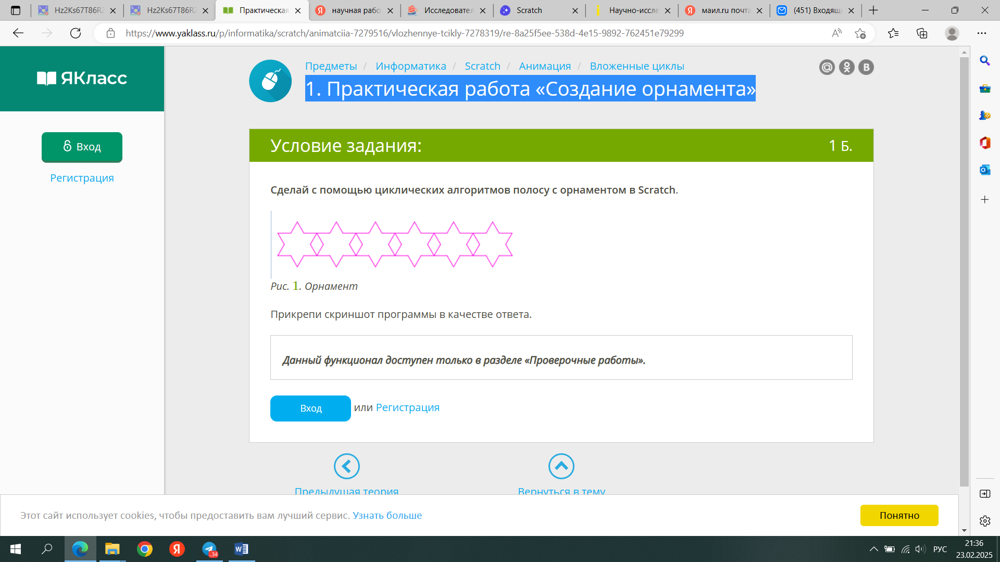 Hz2Ks67T86RZ
Hz2Ks67T86RZ
Практическая
научная рабо
Исследовател
Scratch
Научно-иссле
маил.ru почта
(451) Входящи
https://www.yaklass.ru/p/informatika/scratch/animatciia-7279516/vlozhennye-tcikly-7278319/re-8a25f5ee-538d-4e15-9892-762451e79299
ЯКласс
Вход
Регистрация
Предметы / Информатика / Scratch / Анимация / Вложенные циклы
1. Практическая работа «Создание орнамента»
Условие задания:
1 Б.
Сделай с помощью циклических алгоритмов полосу с орнаментом в Scratch.
Рис. 1. Орнамент
Прикрепи скриншот программы в качестве ответа.
Данный функционал доступен только в разделе «Проверочные работы».
Вход или Регистрация
Предыдущая теория
Вернуться в тему
Этот сайт использует cookies, чтобы предоставить вам лучший сервис. Узнать больше
Понятно
РУС
21:36
23.02.2025